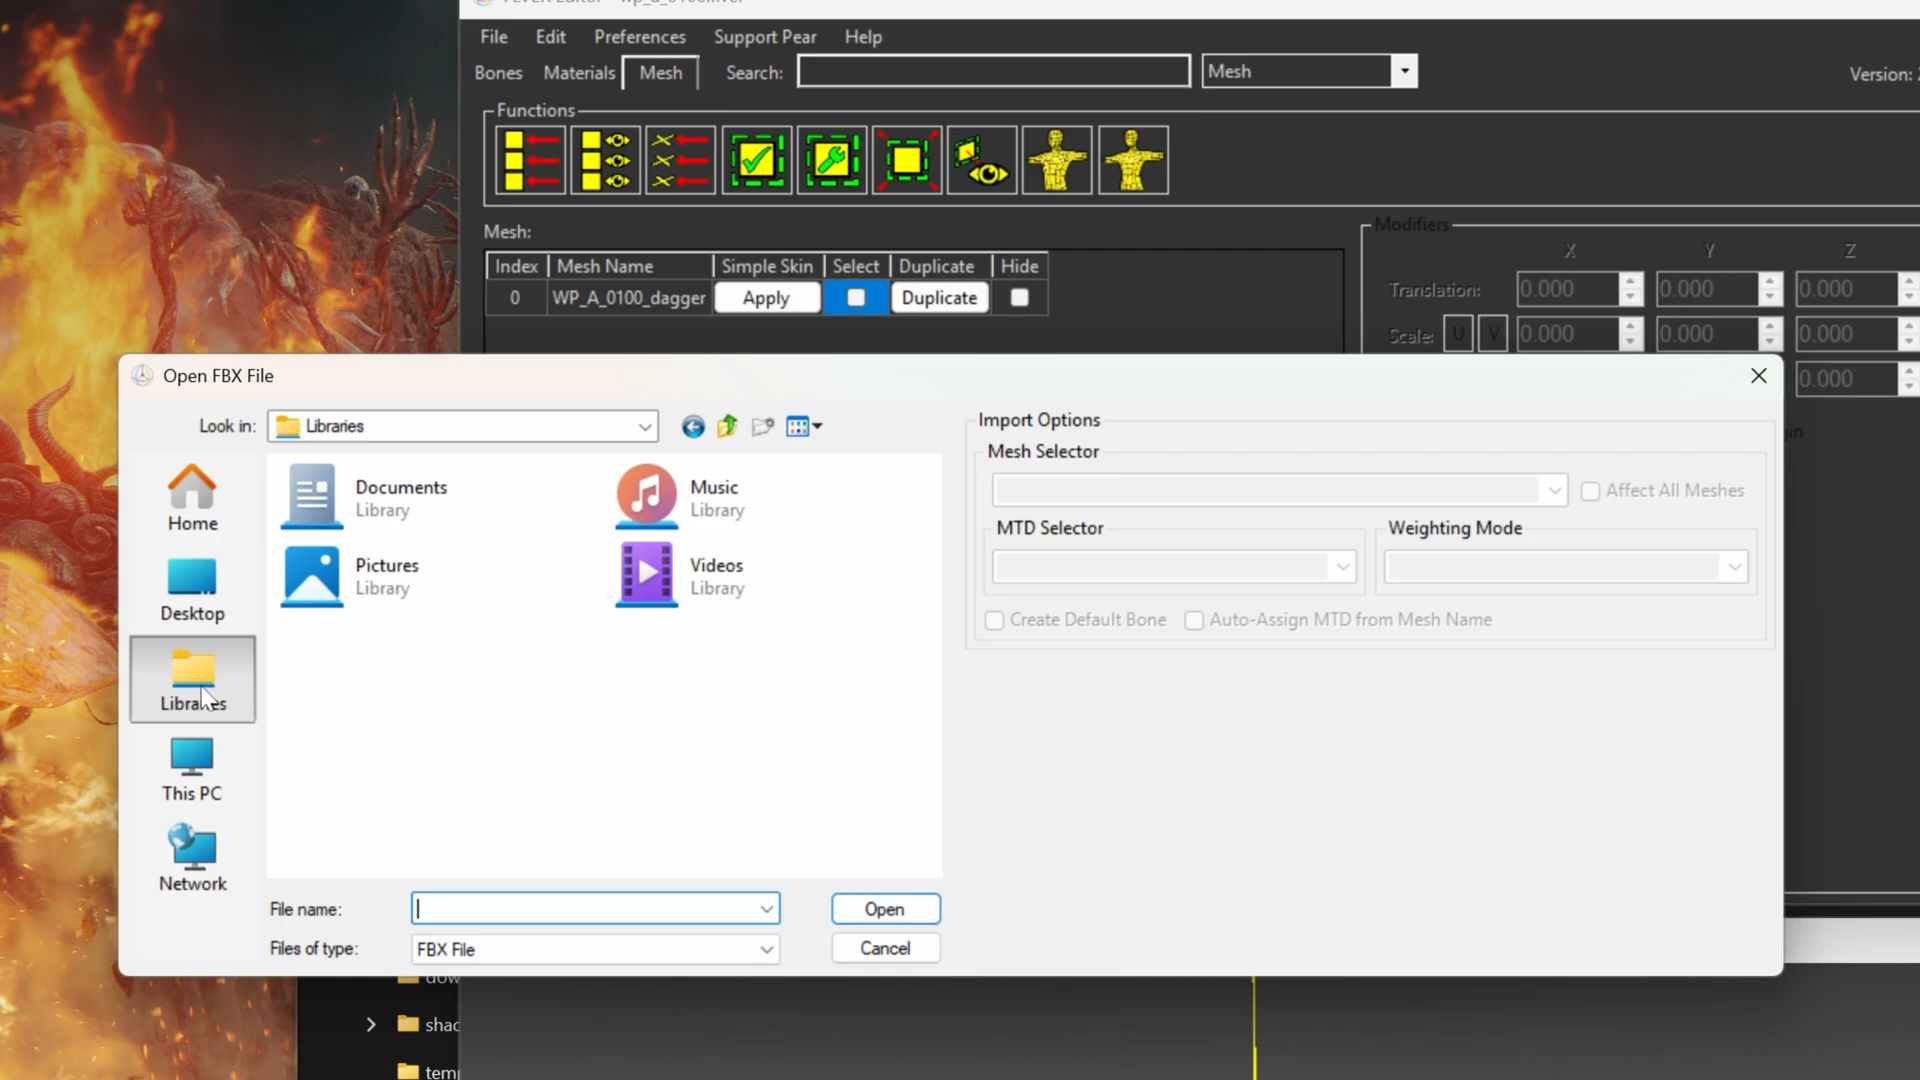 File Edit Preferences Support Pear Help
Bones Materials Mesh Search: Mesh
Version:
Functions
Mesh:
Modifiers
Index Mesh Name Simple Skin Select Duplicate Hide
0 WP_A_0100_dagger Apply Duplicate
X Y Z
Translation: 0.000 0.000 0.000
Scale: U V 0.000 0.000 0.000
0.000
Open FBX File
Look in: Libraries
Home
Desktop
Libraries
This PC
Network
Documents
Library
Music
Library
Pictures
Library
Videos
Library
File name: Open
Files of type: FBX File Cancel
Import Options
Mesh Selector
Affect All Meshes
MTD Selector Weighting Mode
Create Default Bone Auto-Assign MTD from Mesh Name